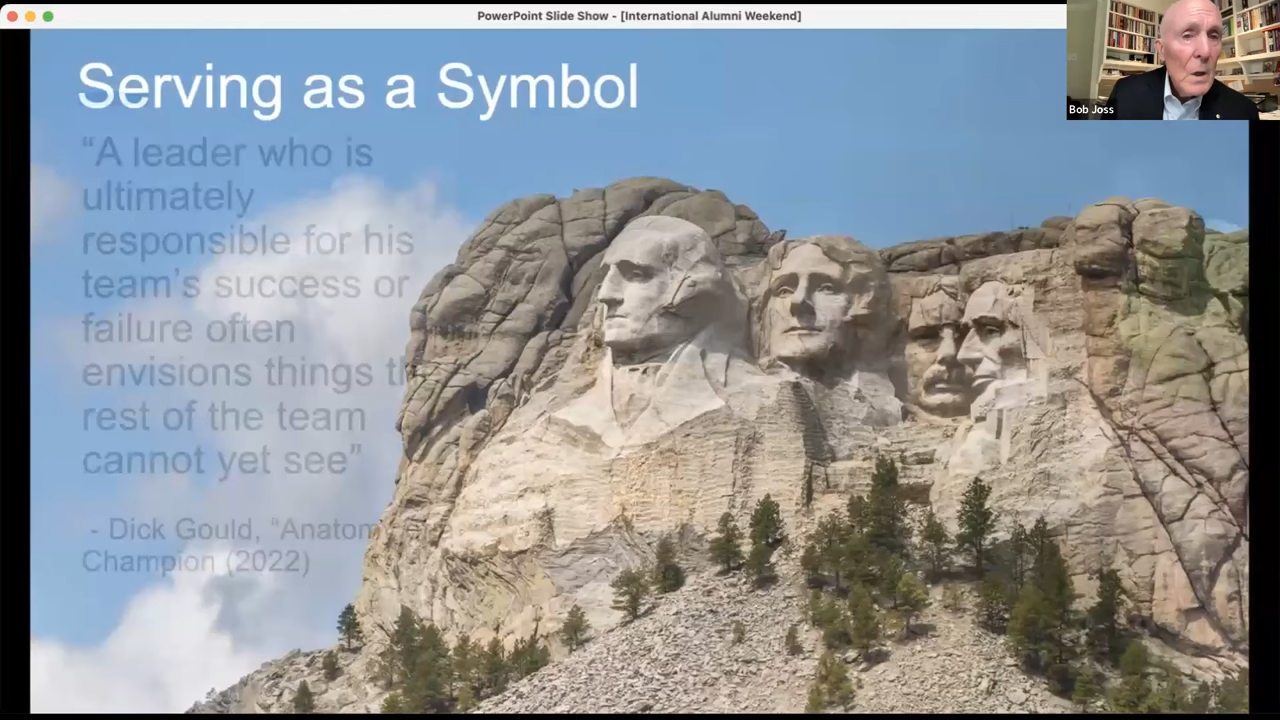 PowerPoint Slide Show - [International Alumni Weekend]
Bob Joss
Serving as a Symbol
“A leader who is
ultimately
responsible for his
team’s success or
failure often
envisions things
rest of the team
cannot yet see”
- Dick Gould, “Anatom
Champion (2022)